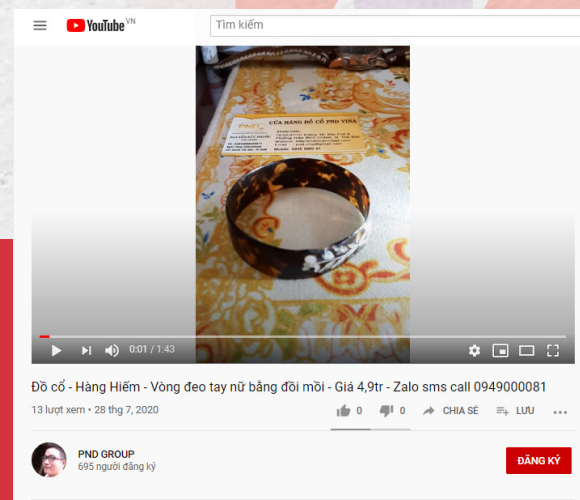 YouTube VN
Tìm kiếm
CỬA HÀNG ĐỒ CỔ PND VINA
0:01 / 1:43
Đồ cổ - Hàng Hiếm - Vòng đeo tay nữ bằng đồi mồi - Giá 4,9tr - Zalo sms call 0949000081
13 lượt xem • 28 thg 7, 2020
0
0
CHIA SẺ
LƯU
PND GROUP
695 người đăng ký
ĐĂNG KÝ